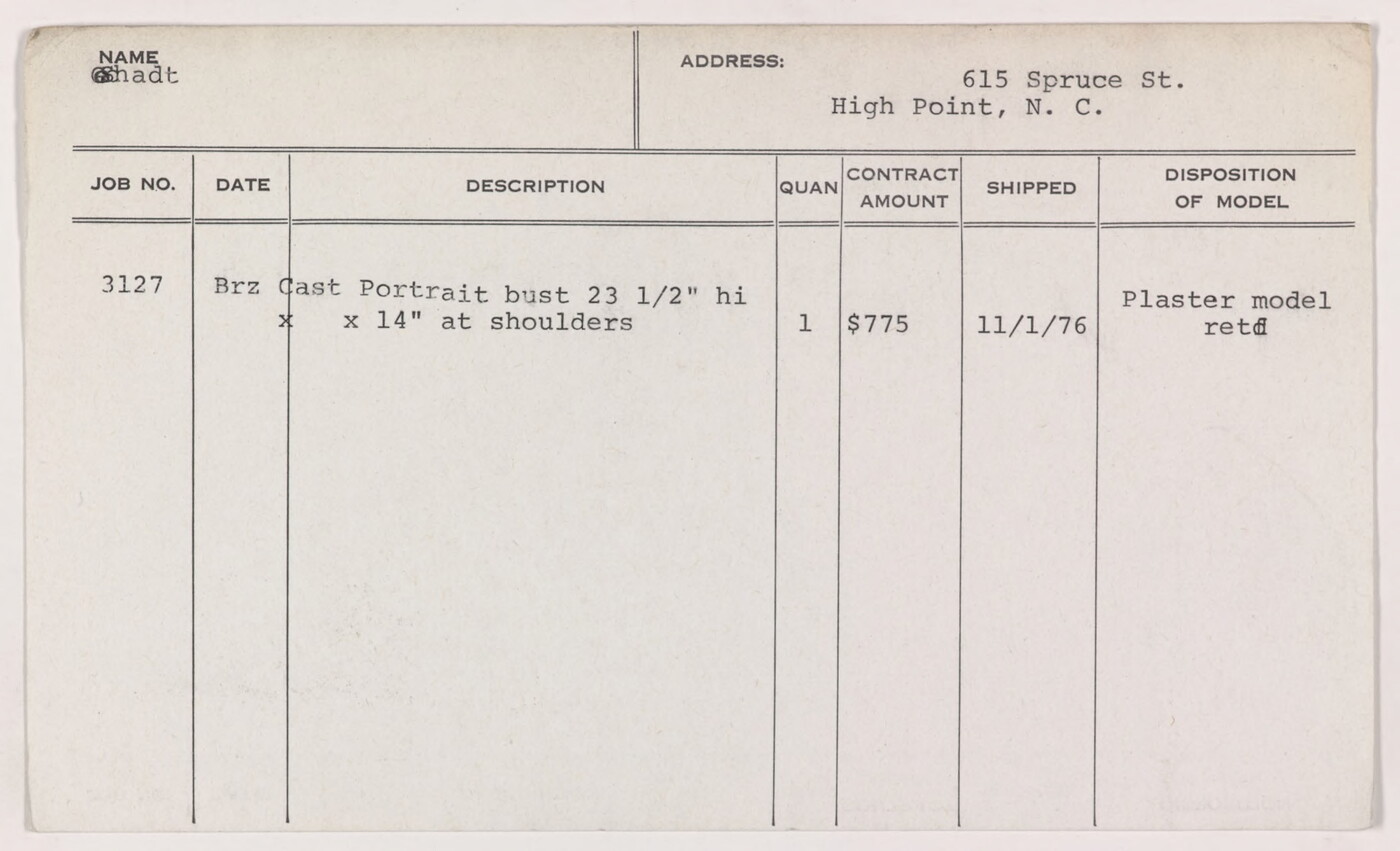 NAME
Shadt
ADDRESS:
615 Spruce St.
High Point, N. C.
JOB NO. DATE DESCRIPTION QUAN CONTRACT AMOUNT SHIPPED DISPOSITION OF MODEL
3127 Brz Cast Portrait bust 23 1/2" hi
x x 14" at shoulders 1 $775 11/1/76 Plaster model
retd